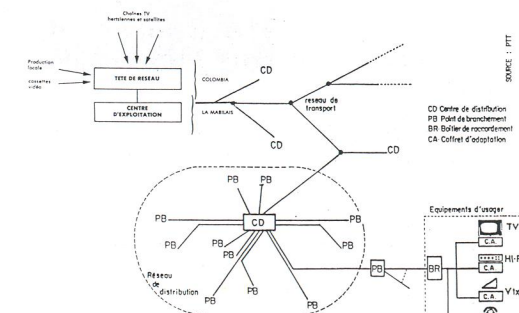 Chaînes TV
hertziennes et satellites
Production
locale
cassettes
vidéo
TETE DE RESEAU
CENTRE
D'EXPLOITATION
COLOMBIA
LA MABILAIS
CD
CD
reseau de
transport
CD
SOURCE : PTT
CD Centre de distribution
PB Point de branchement
BR Boîtier de raccordement
CA Coffret d'adaptation
PB
PB
PB
CD
PB
PB
PB
PB
PB
PB
PB
PB
Réseau
de
distribution
PB
BR
Equipements d'usager
TV
C.A.
C.A.
C.A.